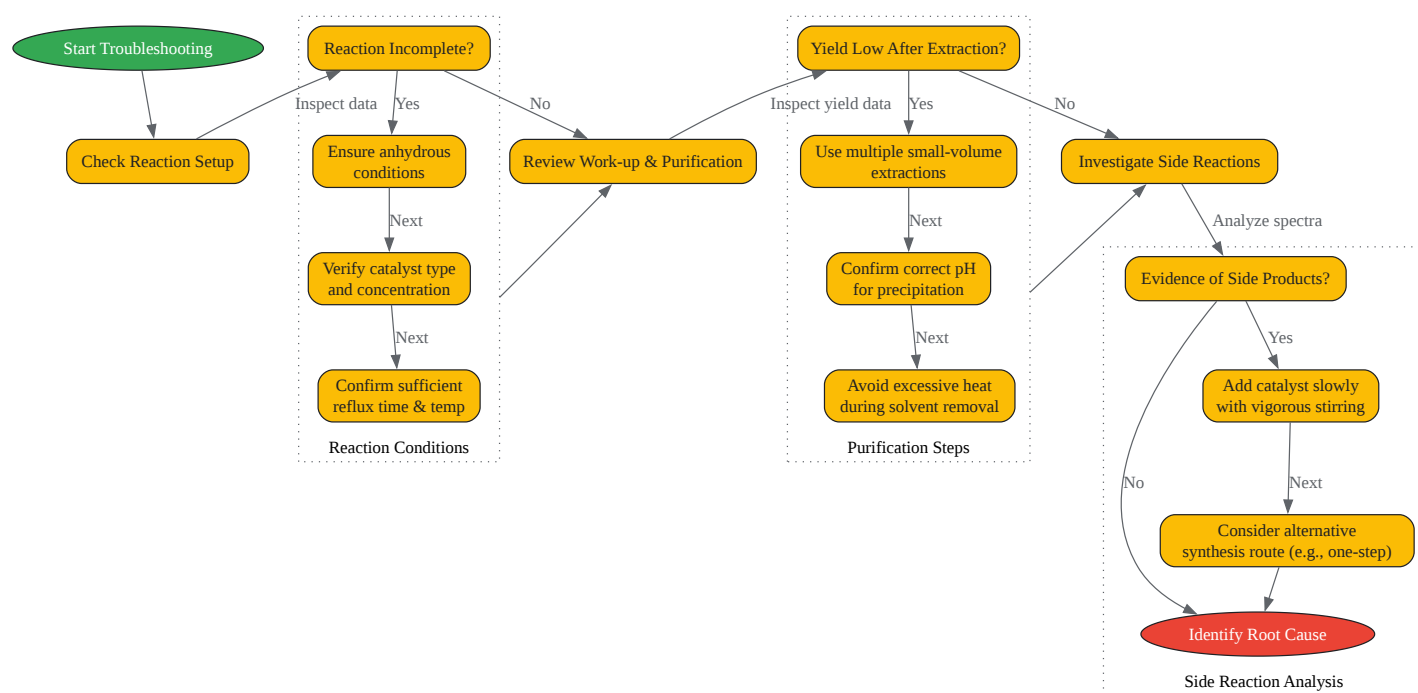 Start Troubleshooting
Check Reaction Setup
Inspect data
Reaction Incomplete?
Yes
No
Ensure anhydrous
conditions
Next
Verify catalyst type
and concentration
Next
Confirm sufficient
reflux time & temp
Reaction Conditions
Review Work-up & Purification
Inspect yield data
Yield Low After Extraction?
Yes
No
Use multiple small-volume
extractions
Next
Confirm correct pH
for precipitation
Next
Avoid excessive heat
during solvent removal
Purification Steps
Investigate Side Reactions
Analyze spectra
Evidence of Side Products?
Yes
Add catalyst slowly
with vigorous stirring
No
Next
Consider alternative
synthesis route (e.g., one-step)
Identify Root Cause
Side Reaction Analysis